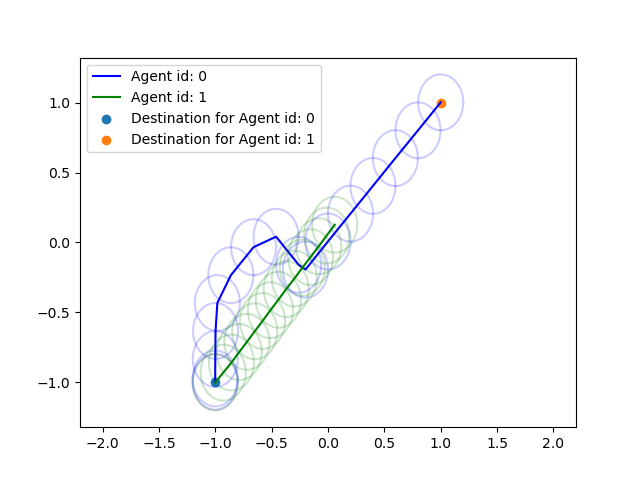 Agent id: 0
Agent id: 1
Destination for Agent id: 0
Destination for Agent id: 1
1.0
0.5
0.0
−0.5
−1.0
−2.0 −1.5 −1.0 −0.5 0.0 0.5 1.0 1.5 2.0